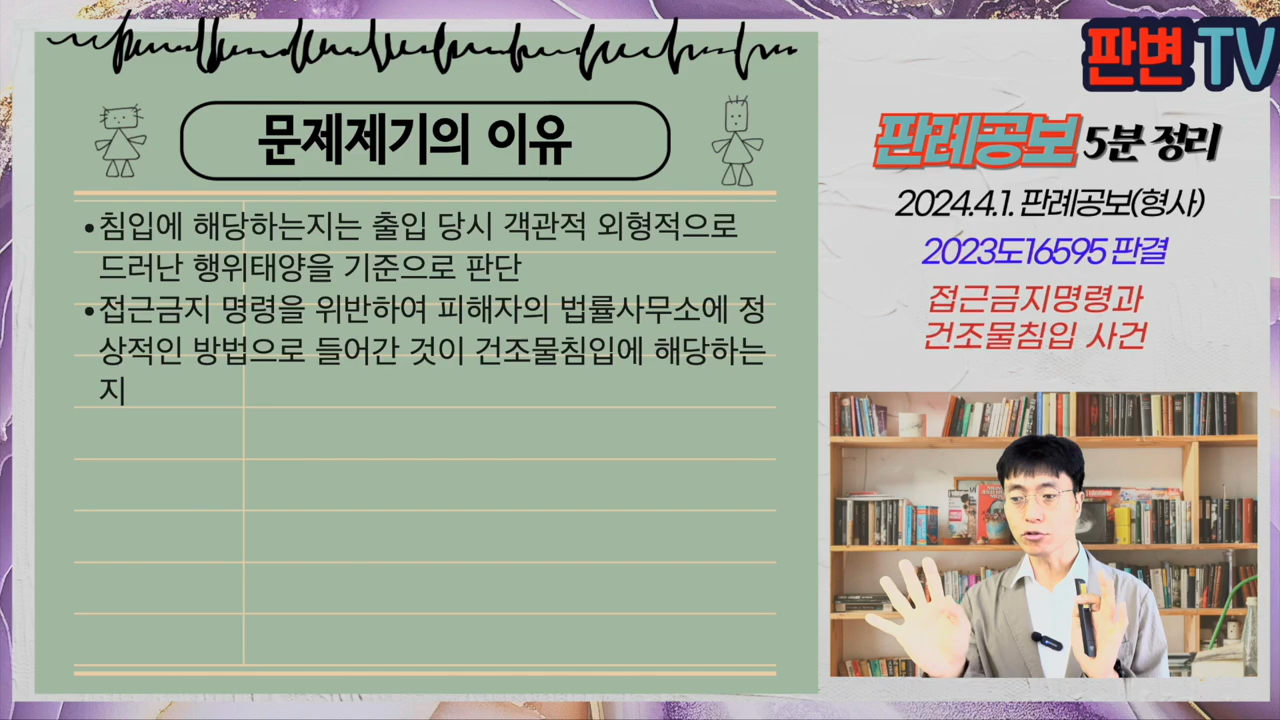 판변 TV
문제제기의 이유
•침입에 해당하는지는 출입 당시 객관적 외형적으로
드러난 행위태양을 기준으로 판단
•접근금지 명령을 위반하여 피해자의 법률사무소에 정
상적인 방법으로 들어간 것이 건조물침입에 해당하는
지
판례공보 5분 정리
2024.4.1. 판례공보(형사)
2023도16595 판결
접근금지명령과
건조물침입 사건